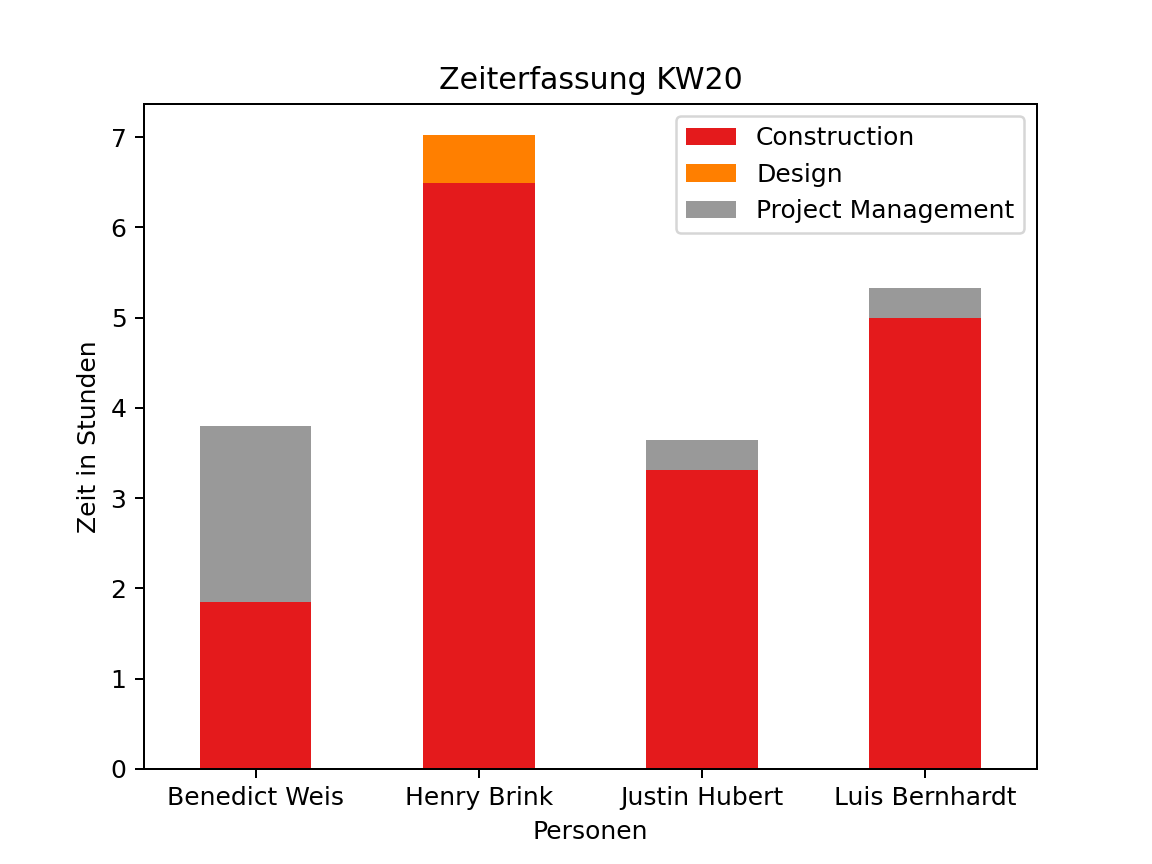 Zeiterfassung KW20
Construction
Design
Project Management
Zeit in Stunden
7
6
5
4
3
2
1
0
Benedict Weis Henry Brink Justin Hubert Luis Bernhardt
Personen